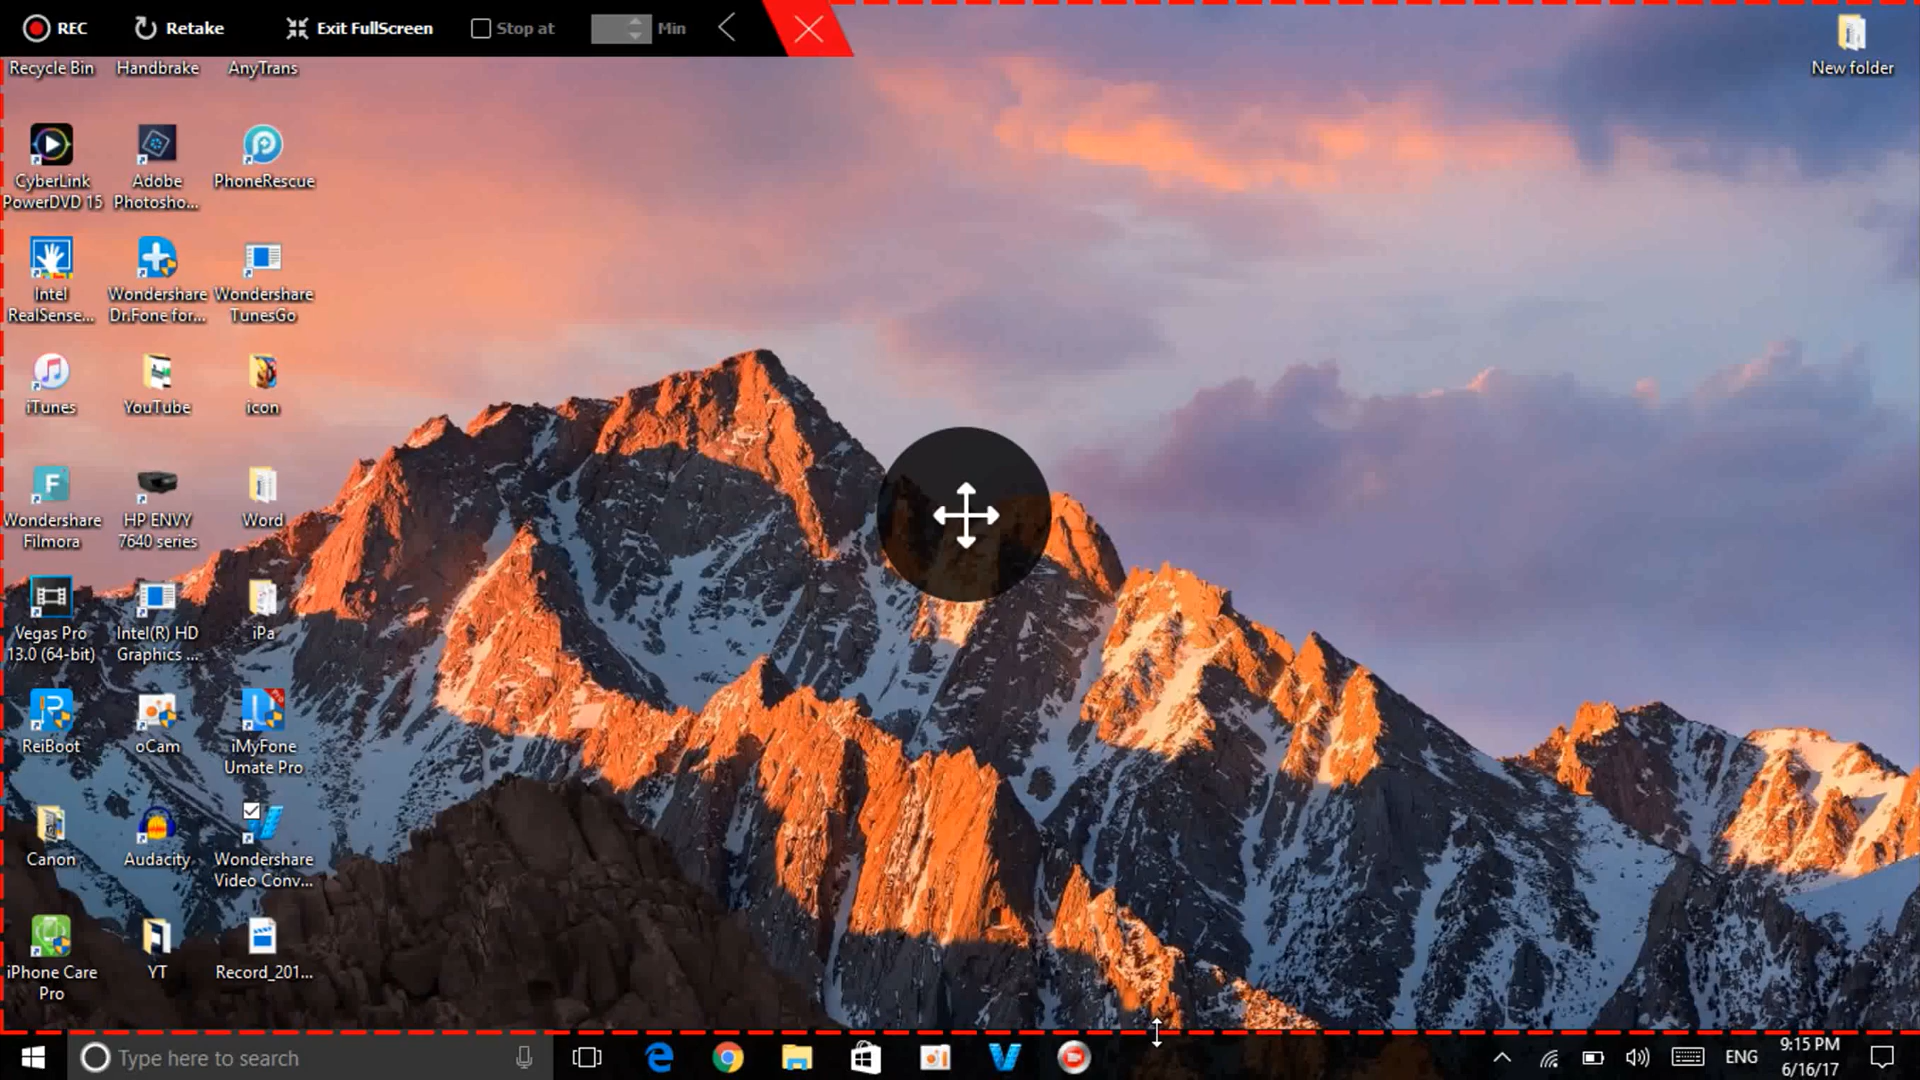 REC
Retake
Exit FullScreen
Stop at
Min
Recycle Bin
Handbrake
AnyTrans
New folder
CyberLink
PowerDVD 15
Adobe
Photosho...
PhoneRescue
Intel
RealSense...
Wondershare
Dr.Fone for...
Wondershare
TunesGo
iTunes
YouTube
icon
Wondershare
Filmora
HP ENVY
7640 series
Word
Vegas Pro
13.0 (64-bit)
Intel(R) HD
Graphics ...
iPa
ReiBoot
oCam
iMyFone
Umate Pro
Canon
Audacity
Wondershare
Video Conv...
iPhone Care
Pro
YT
Record_201...
Type here to search
ENG
9:15 PM
6/16/17